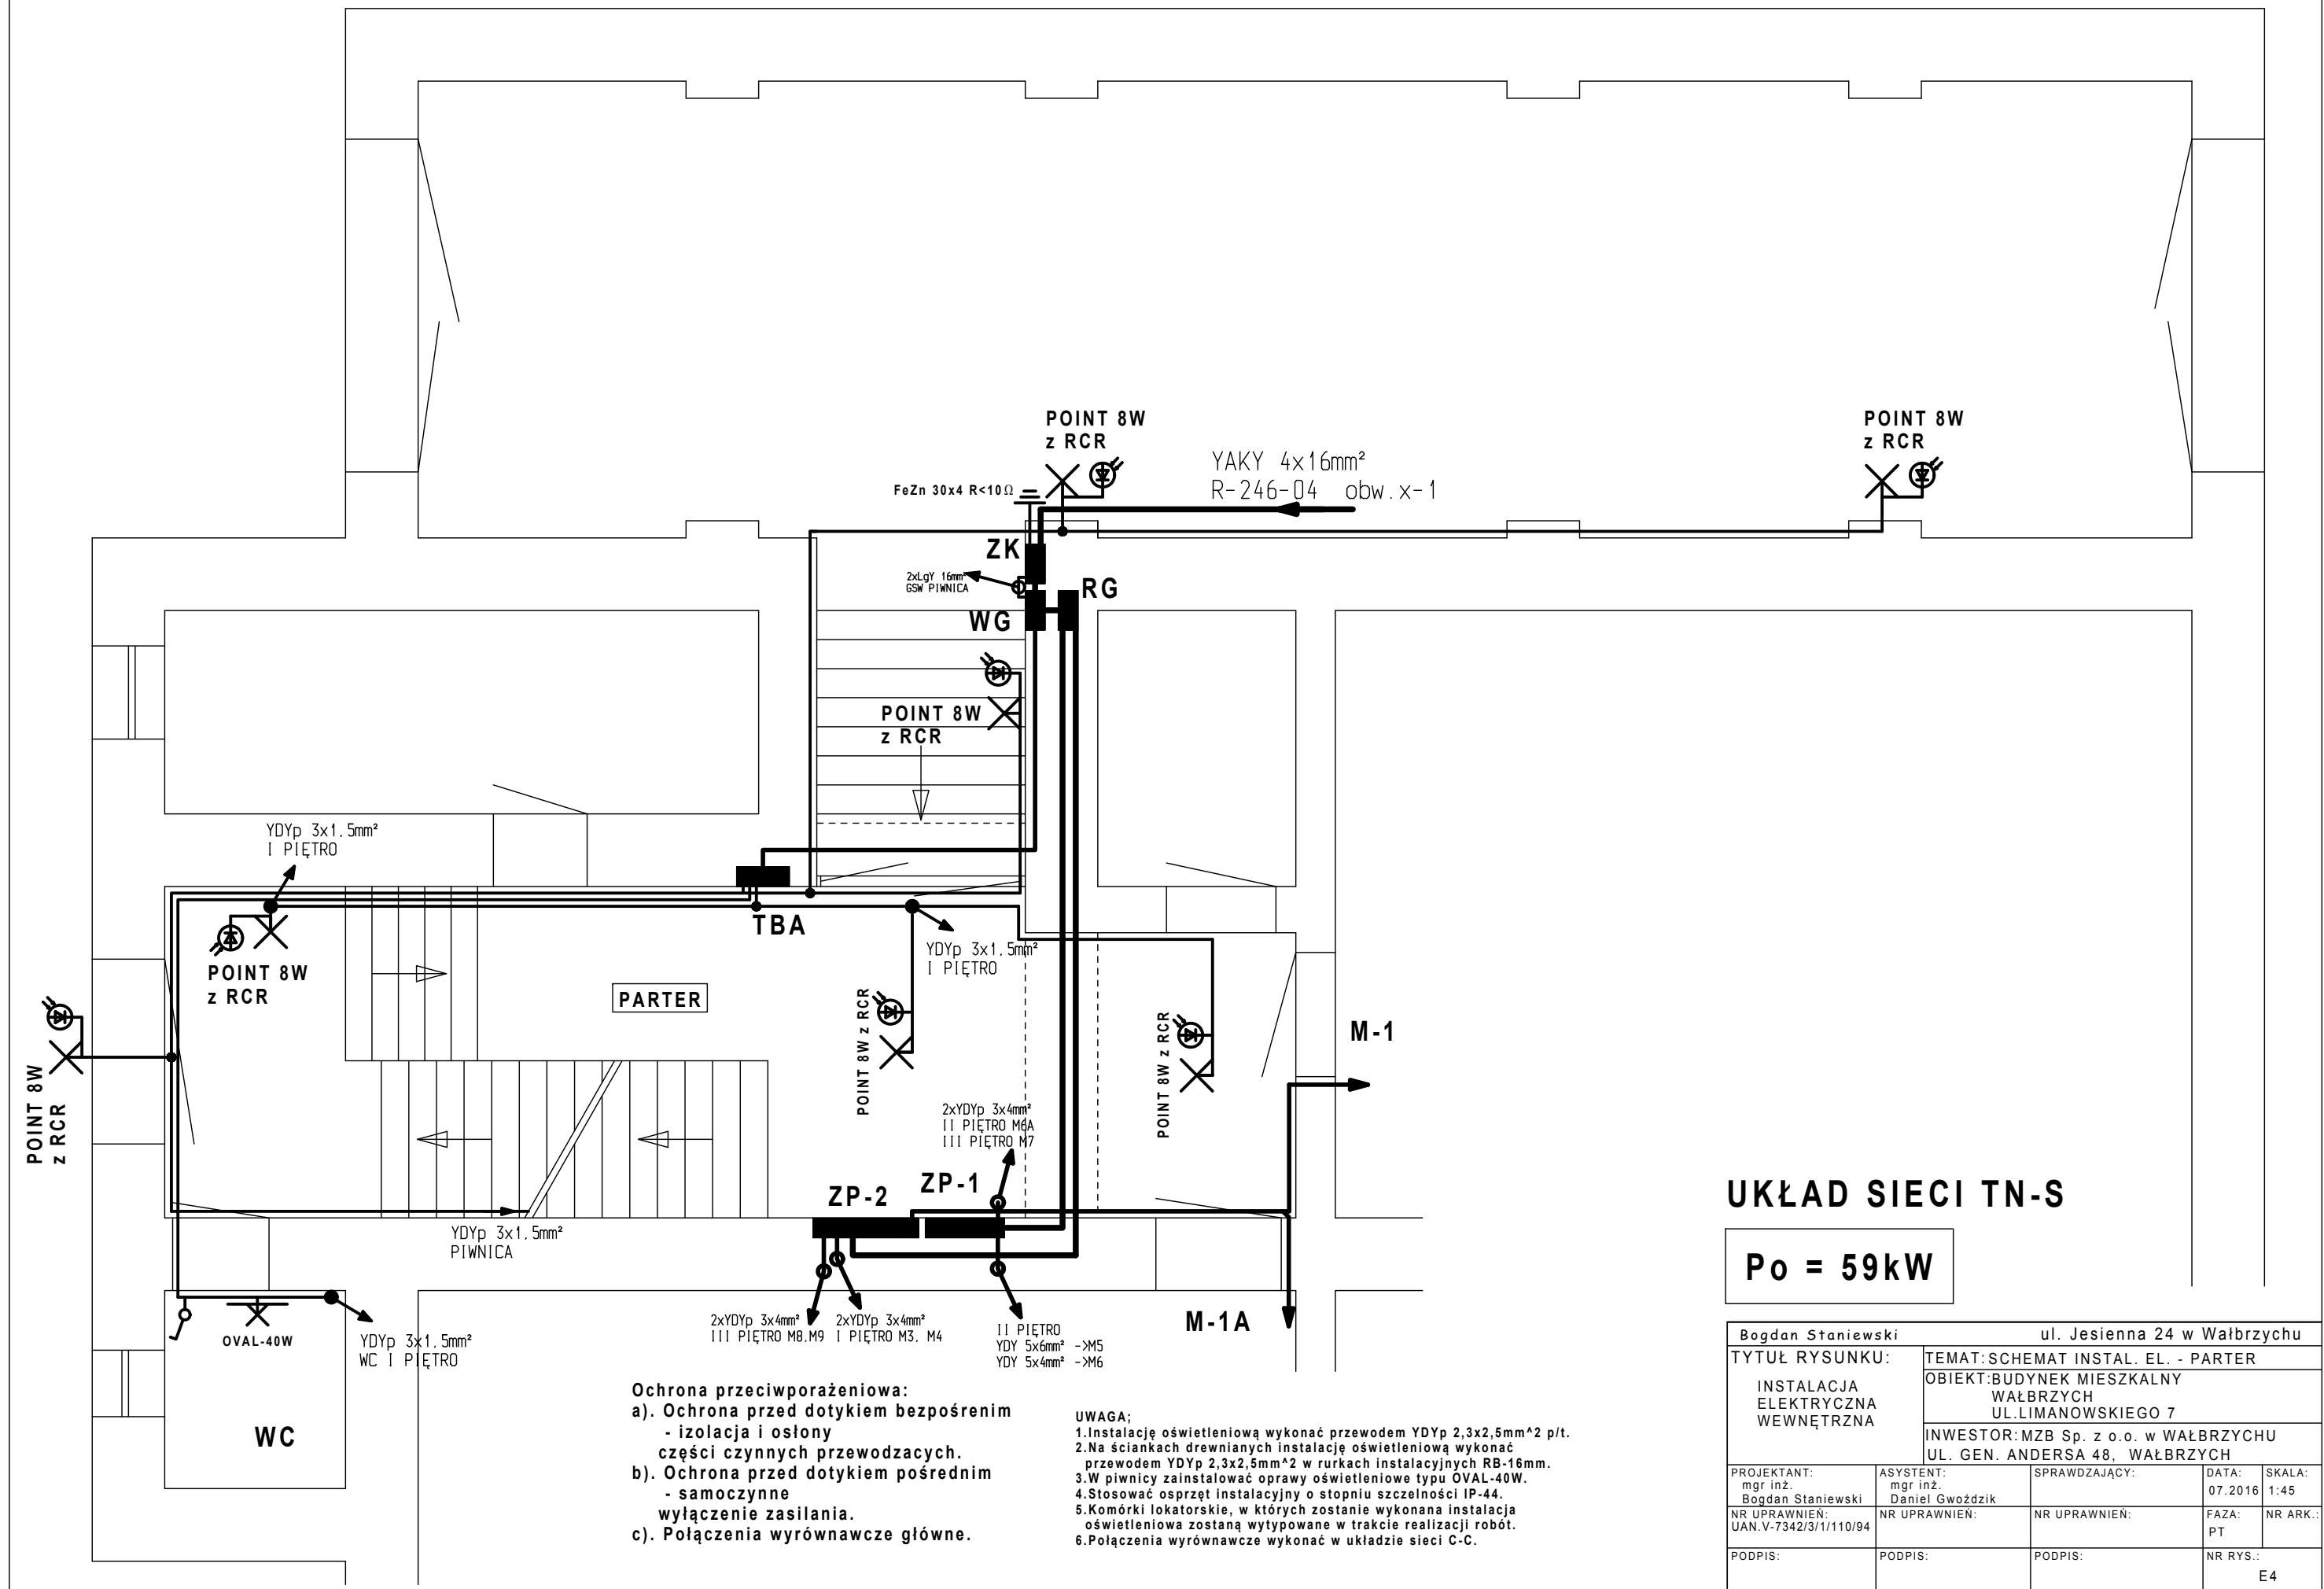 POINT 8W
z RCR
POINT 8W
z RCR
YAKY 4x16mm²
R-246-04 obw.x-1
FeZn 30x4 R<10Ω
ZK
2xLgY 16mm²
GSW PIWNICA
RG
WG
POINT 8W
z RCR
YDYp 3x1,5mm²
I PIĘTRO
TBA
YDYp 3x1,5mm²
I PIĘTRO
POINT 8W
z RCR
PARTER
POINT 8W z RCR
POINT 8W z RCR
M-1
POINT 8W
z RCR
2xYDYp 3x4mm²
II PIĘTRO M6A
III PIĘTRO M7
ZP-2
ZP-1
YDYp 3x1,5mm²
PIWNICA
UKŁAD SIECI TN-S
Po = 59kW
OVAL-40W
YDYp 3x1,5mm²
WC I PIĘTRO
2xYDYp 3x4mm²
III PIĘTRO M8,M9
2xYDYp 3x4mm²
I PIĘTRO M3, M4
II PIĘTRO
YDY 5x6mm² ->M5
YDY 5x4mm² ->M6
M-1A
WC
Ochrona przeciwporażeniowa:
a). Ochrona przed dotykiem bezpośrenim
- izolacja i osłony
części czynnych przewodzacych.
b). Ochrona przed dotykiem pośrednim
- samoczynne
wyłączenie zasilania.
c). Połączenia wyrównawcze główne.
UWAGA;
1.Instalację oświetleniową wykonać przewodem YDYp 2,3x2,5mm^2 p/t.
2.Na ściankach drewnianych instalację oświetleniową wykonać
przewodem YDYp 2,3x2,5mm^2 w rurkach instalacyjnych RB-16mm.
3.W piwnicy zainstalować oprawy oświetleniowe typu OVAL-40W.
4.Stosować osprzęt instalacyjny o stopniu szczelności IP-44.
5.Komórki lokatorskie, w których zostanie wykonana instalacja
oświetleniowa zostaną wytypowane w trakcie realizacji robót.
6.Połączenia wyrównawcze wykonać w układzie sieci C-C.
Bogdan Staniewski ul. Jesienna 24 w Wałbrzychu
TYTUŁ RYSUNKU:
INSTALACJA
ELEKTRYCZNA
WEWNĘTRZNA
TEMAT: SCHEMAT INSTAL. EL. - PARTER
OBIEKT: BUDYNEK MIESZKALNY
WAŁBRZYCH
UL.LIMANOWSKIEGO 7
INWESTOR: MZB Sp. z o.o. w WAŁBRZYCHU
UL. GEN. ANDERSA 48, WAŁBRZYCH
PROJEKTANT:
mgr inż.
Bogdan Staniewski
ASYSTENT:
mgr inż.
Daniel Gwoździk
SPRAWDZAJĄCY:
DATA:
07.2016
SKALA:
1:45
NR UPRAWNIEŃ:
UAN.V-7342/3/1/110/94
NR UPRAWNIEŃ:
NR UPRAWNIEŃ:
FAZA:
PT
NR ARK.:
PODPIS:
PODPIS:
PODPIS:
NR RYS.:
E4